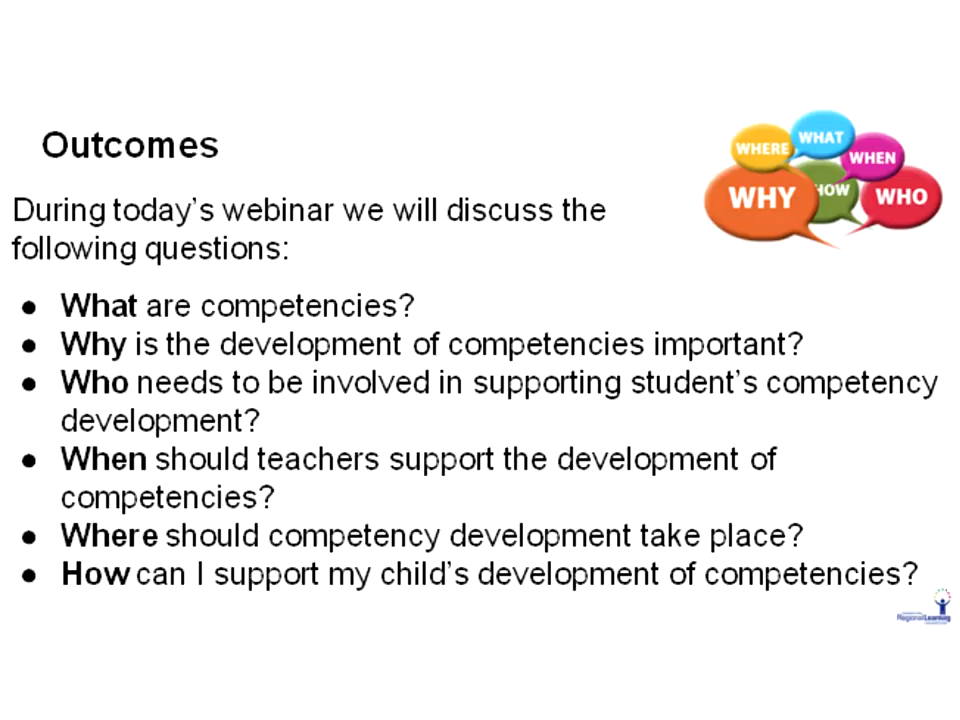 Outcomes
WHERE
WHAT
WHEN
WHY
HOW
WHO
During today's webinar we will discuss the
following questions:
● What are competencies?
● Why is the development of competencies important?
● Who needs to be involved in supporting student's competency
development?
● When should teachers support the development of
competencies?
● Where should competency development take place?
● How can I support my child's development of competencies?
RegionalLearning